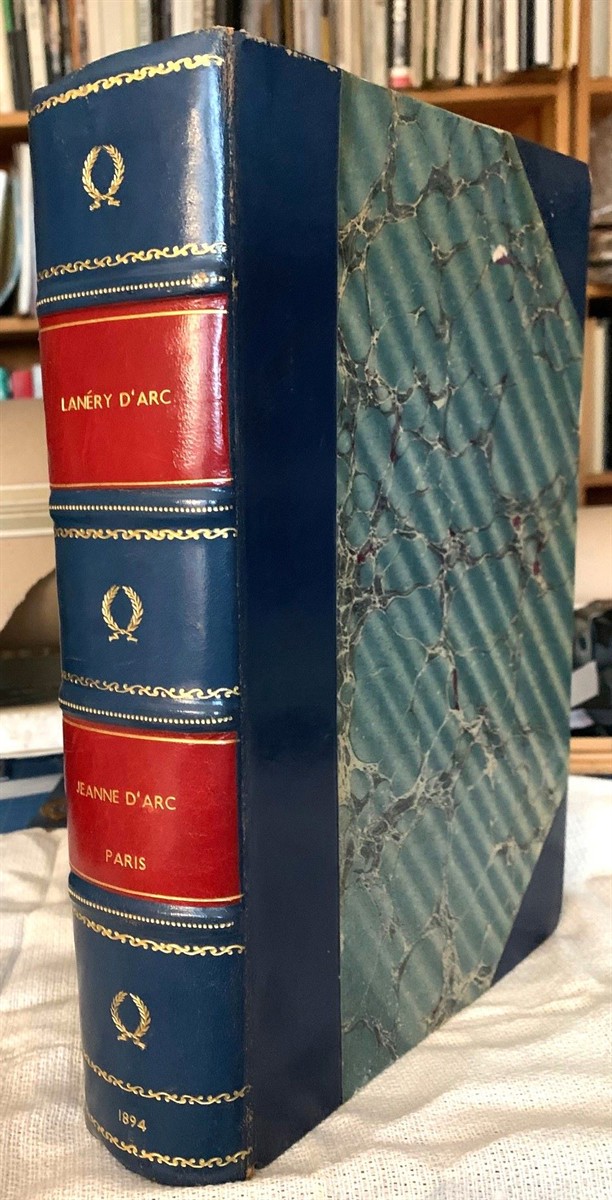 LANÉRY D'ARC
JEANNE D'ARC
PARIS
1894